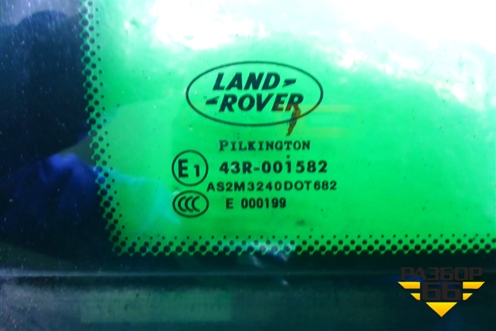 LAND-
-ROVER
PILKINGTON
E1 43R-001582
AS2M3240DOT682
CCC E 000199
РАЗБОР
66